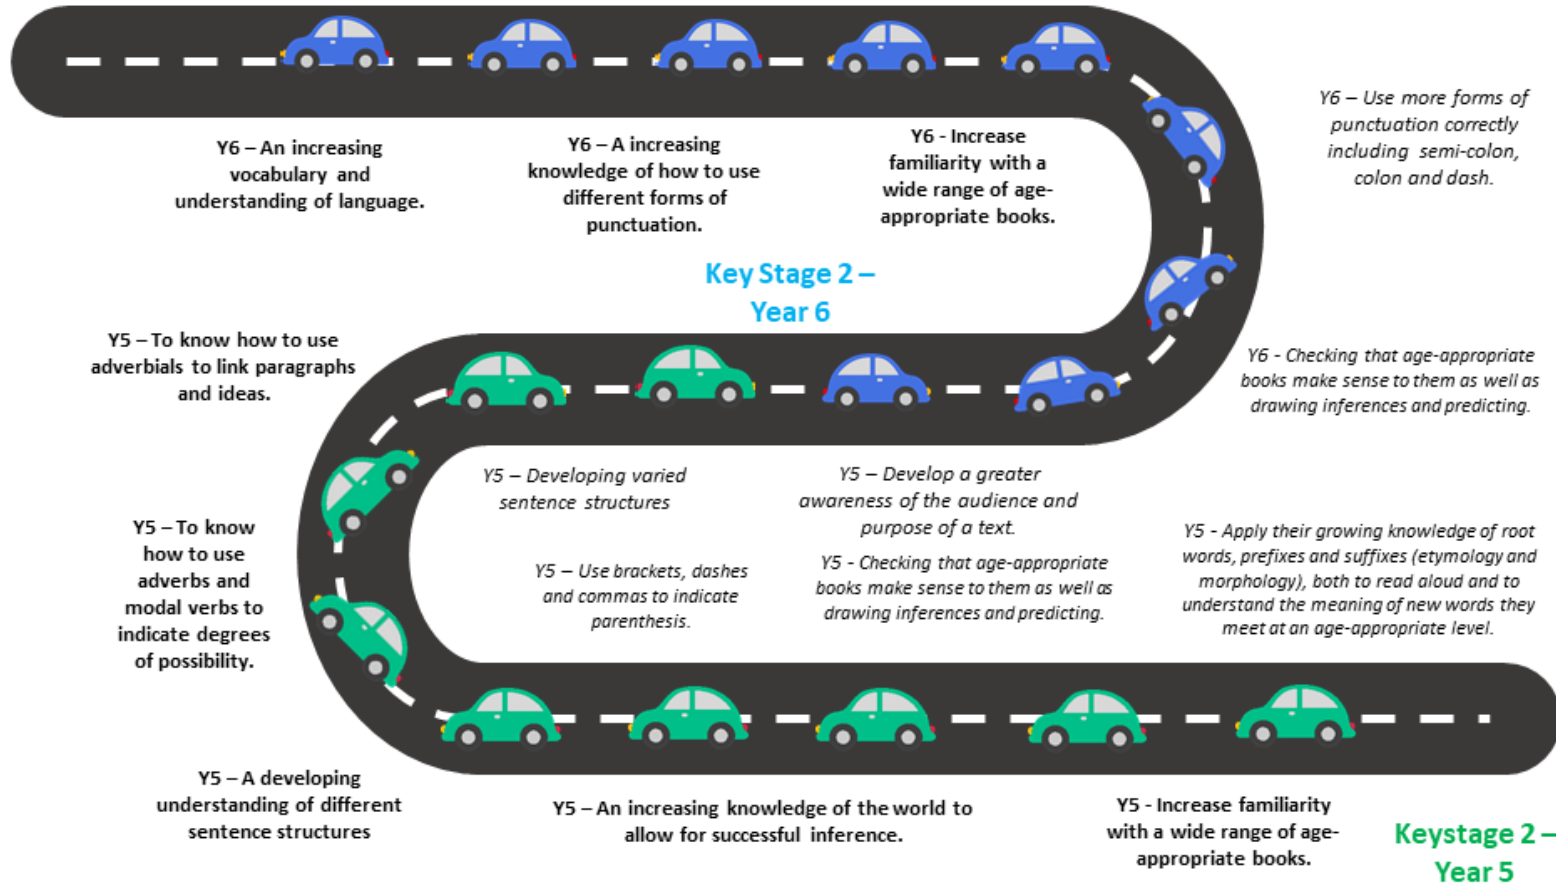 Y6 – An increasing
vocabulary and
understanding of language.
Y6 – A increasing
knowledge of how to use
different forms of
punctuation.
Y6 - Increase
familiarity with a
wide range of age-
appropriate books.
Y6 – Use more forms of
punctuation correctly
including semi-colon,
colon and dash.
Key Stage 2 –
Year 6
Y5 – To know how to use
adverbials to link paragraphs
and ideas.
Y6 - Checking that age-appropriate
books make sense to them as well as
drawing inferences and predicting.
Y5 – Developing varied
sentence structures
Y5 – Develop a greater
awareness of the audience and
purpose of a text.
Y5 – To know
how to use
adverbs and
modal verbs to
indicate degrees
of possibility.
Y5 – Use brackets, dashes
and commas to indicate
parenthesis.
Y5 - Checking that age-appropriate
books make sense to them as well as
drawing inferences and predicting.
Y5 - Apply their growing knowledge of root
words, prefixes and suffixes (etymology and
morphology), both to read aloud and to
understand the meaning of new words they
meet at an age-appropriate level.
Y5 – A developing
understanding of different
sentence structures
Y5 – An increasing knowledge of the world to
allow for successful inference.
Y5 - Increase familiarity
with a wide range of age-
appropriate books.
Keystage 2 –
Year 5